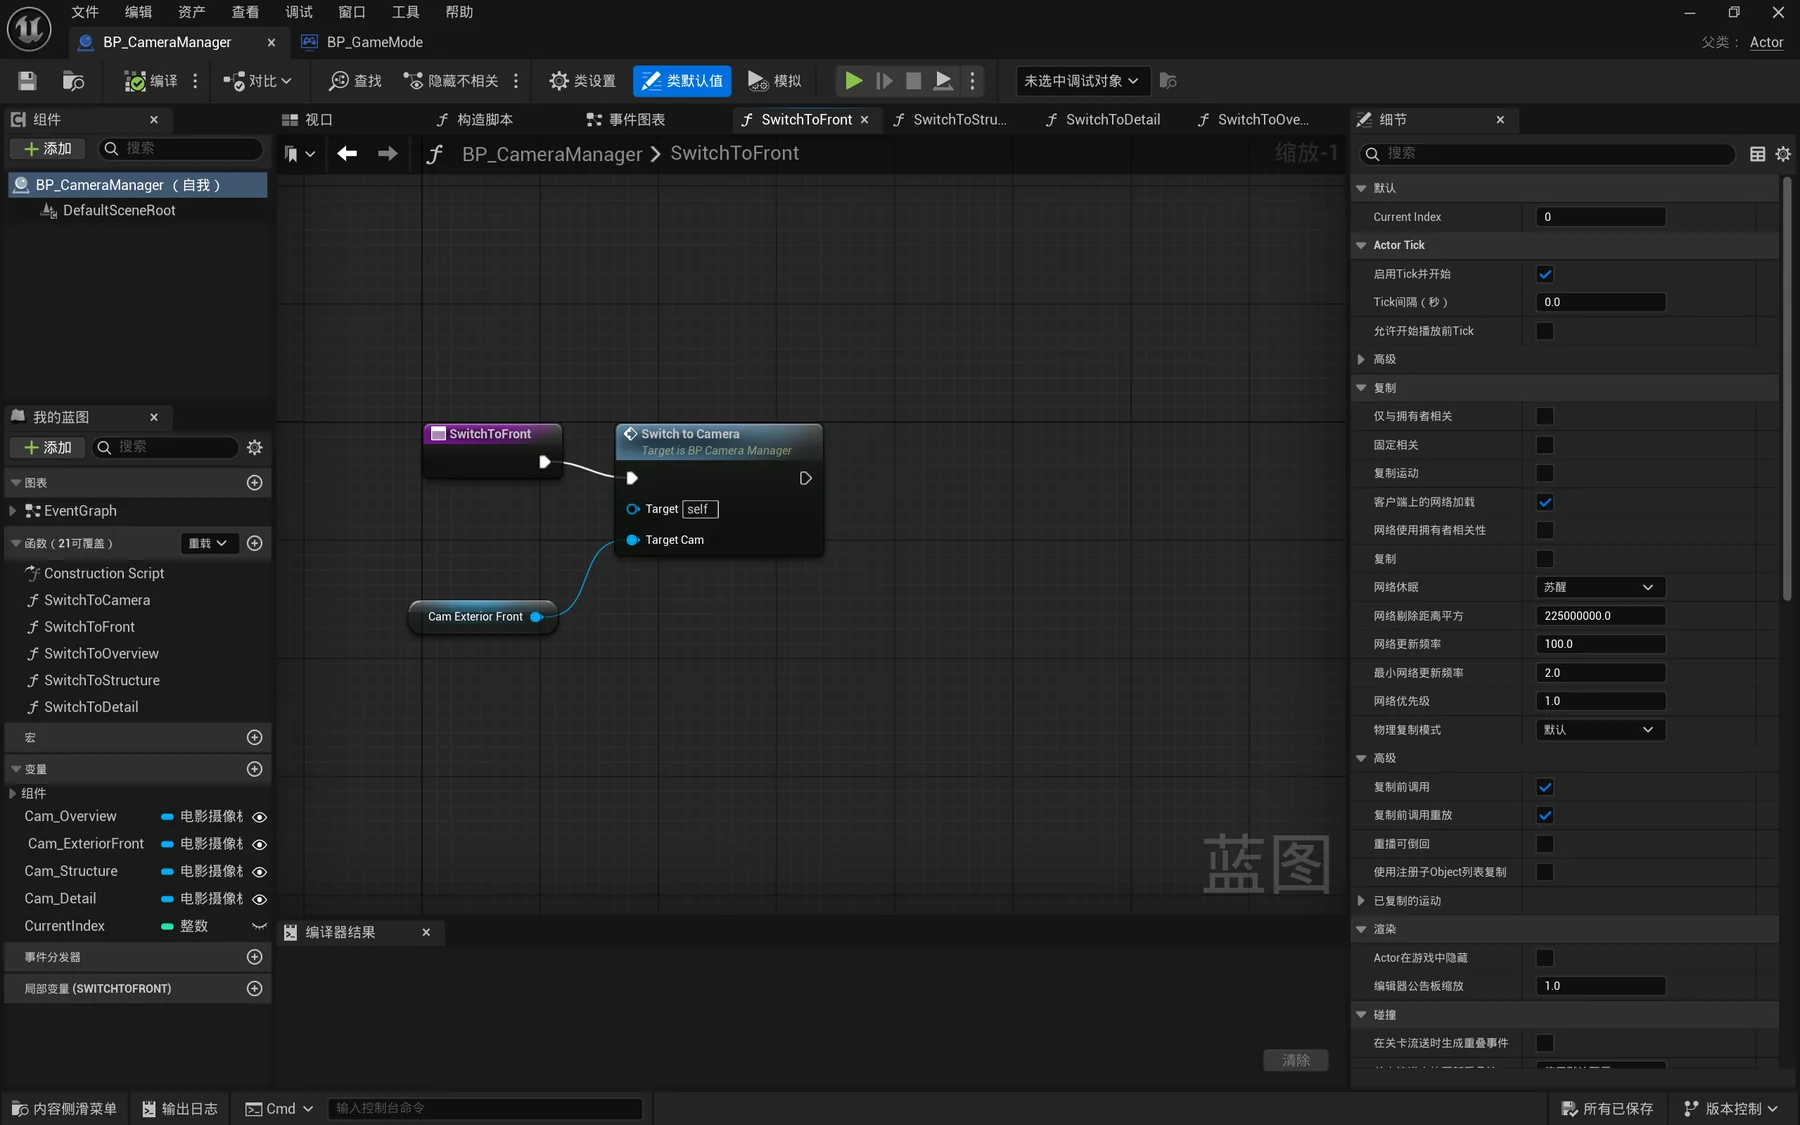 文件 编辑 资产 查看 调试 窗口 工具 帮助
BP_CameraManager BP_GameMode
父类： Actor
编译 对比 查找 隐藏不相关 类设置 类默认值 模拟 未选中调试对象
组件
添加 搜索
BP_CameraManager （自我）
DefaultSceneRoot
我的蓝图
添加 搜索
图表
EventGraph
函数（21可覆盖） 重载
Construction Script
SwitchToCamera
SwitchToFront
SwitchToOverview
SwitchToStructure
SwitchToDetail
宏
变量
组件
Cam_Overview 电影摄像
Cam_ExteriorFront 电影摄像
Cam_Structure 电影摄像
Cam_Detail 电影摄像
CurrentIndex 整数
事件分发器
局部变量 (SWITCHTOFRONT)
视口 构造脚本 事件图表 SwitchToFront SwitchToStru... SwitchToDetail SwitchToOve...
BP_CameraManager SwitchToFront 缩放-1
SwitchToFront
Switch to Camera
Target is BP Camera Manager
Target self
Target Cam
Cam Exterior Front
蓝图
编译器结果
清除
细节
搜索
默认
Current Index 0
Actor Tick
启用Tick并开始
Tick间隔（秒） 0.0
允许开始播放前Tick
高级
复制
仅与拥有者相关
固定相关
复制运动
客户端上的网络加载
网络使用拥有者相关性
复制
网络休眠 苏醒
网络剔除距离平方 225000000.0
网络更新频率 100.0
最小网络更新频率 2.0
网络优先级 1.0
物理复制模式 默认
高级
复制前调用
复制前调用重放
重播可倒回
使用注册子Object列表复制
已复制的运动
渲染
Actor在游戏中隐藏
编辑器公告板缩放 1.0
碰撞
在关卡流送时生成重叠事件
内容侧滑菜单 输出日志 Cmd 输入控制台命令 所有已保存 版本控制